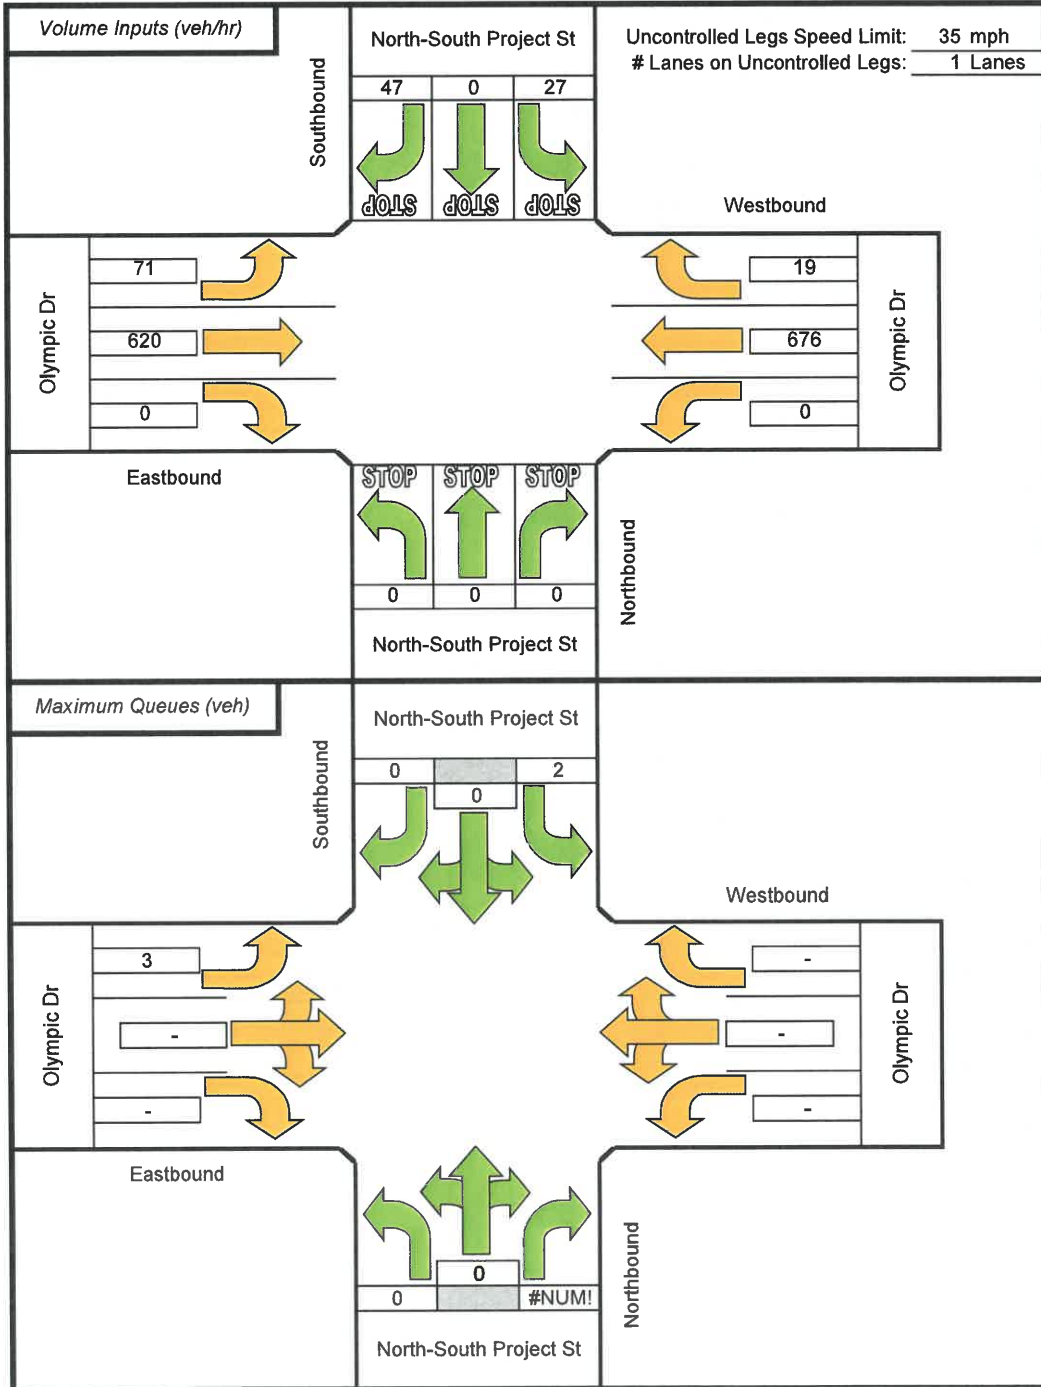 Volume Inputs (veh/hr)
North-South Project St
Uncontrolled Legs Speed Limit: 35 mph
# Lanes on Uncontrolled Legs: 1 Lanes
Southbound
47 0 27
STOP STOP STOP
Westbound
Olympic Dr
71
620
0
19
676
0
Olympic Dr
Eastbound
STOP STOP STOP
0 0 0
Northbound
North-South Project St
Maximum Queues (veh)
North-South Project St
Southbound
0 2
0
Westbound
Olympic Dr
3
-
-
-
-
-
Olympic Dr
Eastbound
0
0 #NUM!
Northbound
North-South Project St